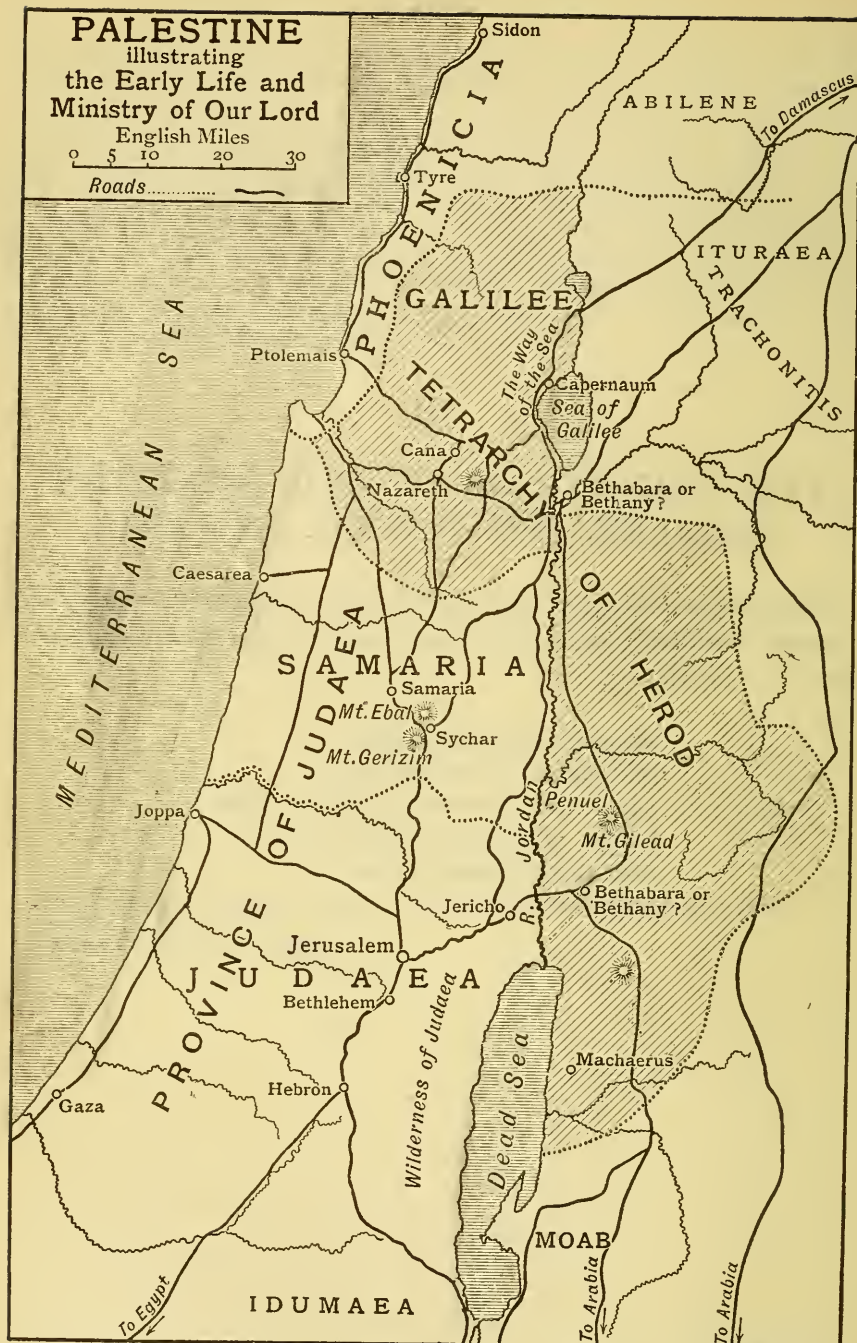 PALESTINE
illustrating
the Early Life and
Ministry of Our Lord
English Miles
0 5 10 20 30
Roads..............
Sidon
ABILENE
To Damascus
PHOENICIA
Tyre
ITURAEA
TRACHONITIS
GALILEE
MEDITERRANEAN SEA
Ptolemais
The Way
of the Sea
Capernaum
Sea of
Galilee
TETRARCHY OF HEROD
Cana
Nazareth
Bethabara or
Bethany?
Caesarea
SAMARIA
Samaria
Mt. Ebal
Sychar
Mt. Gerizim
PROVINCE OF JUDAEA
Joppa
Penuel
Mt. Gilead
R. Jordan
Bethabara or
Bethany?
Jericho
Jerusalem
JUDAEA
Bethlehem
Wilderness of Judaea
Dead Sea
Machaerus
Hebron
Gaza
MOAB
IDUMAEA
To Egypt
To Arabia
To Arabia